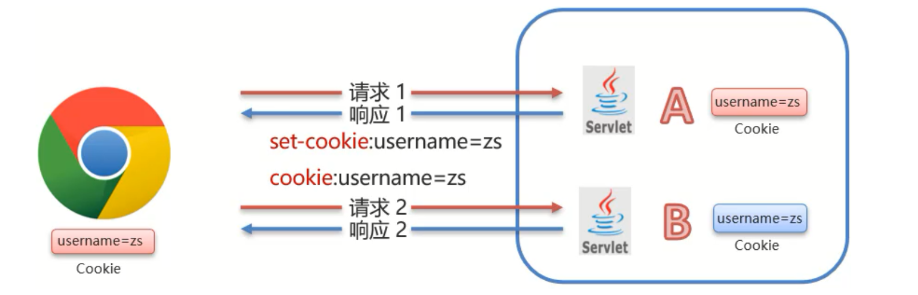 请求 1
响应 1
set-cookie:username=zs
cookie:username=zs
请求 2
响应 2
username=zs
Cookie
Servlet
A
username=zs
Cookie
Servlet
B
username=zs
Cookie